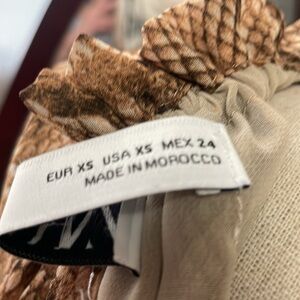 EUR XS USA XS MEX 24
MADE IN MOROCCO